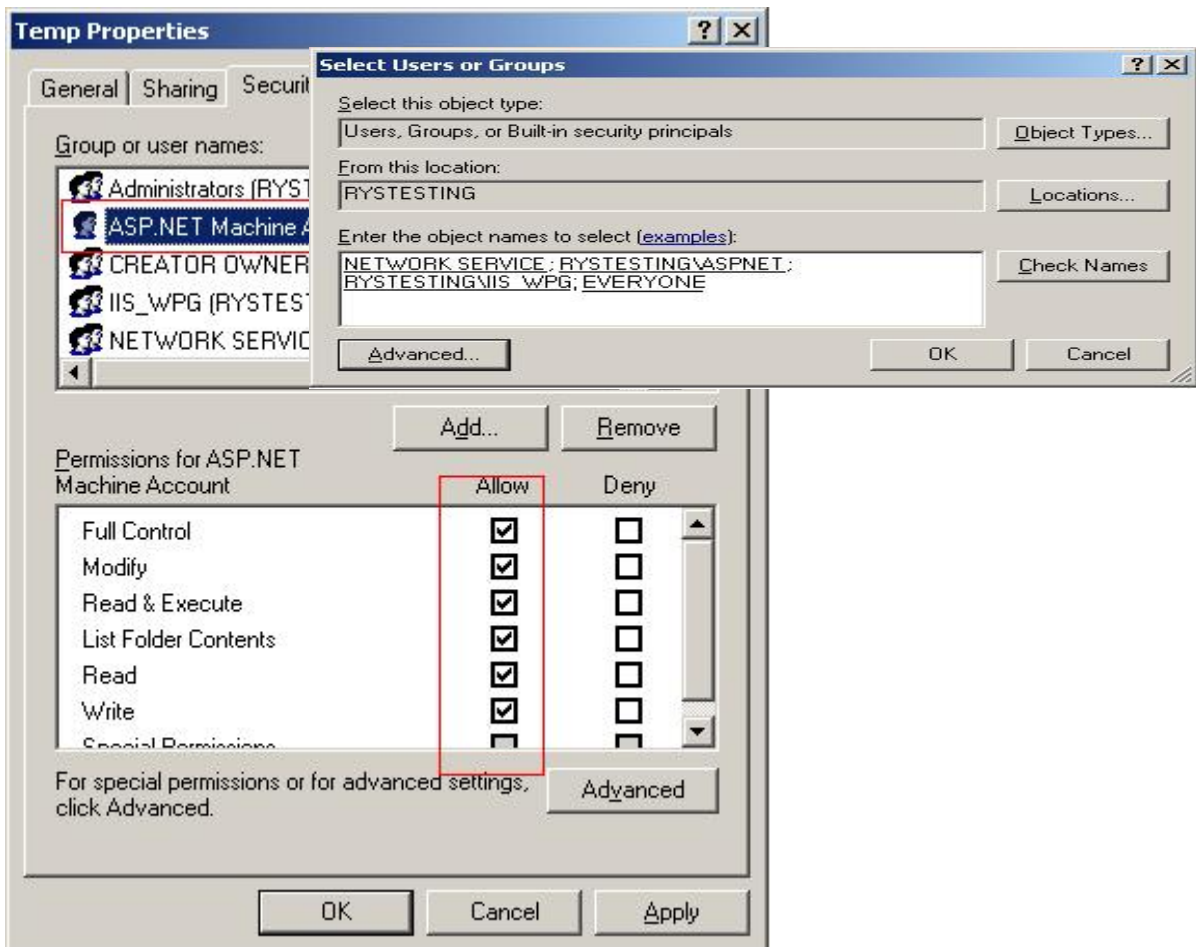 Temp Properties
General
Sharing
Securit
Group or user names:
Administrators (RYST
ASP.NET Machine A
CREATOR OWNER
IIS_WPG (RYSTEST
NETWORK SERVIC
Select Users or Groups
Select this object type:
Users, Groups, or Built-in security principals
Object Types...
From this location:
RYSTESTING
Locations...
Enter the object names to select (examples):
NETWORK SERVICE ; RYSTESTING\ASPNET ;
RYSTESTING\IIS_WPG; EVERYONE
Check Names
Advanced...
OK
Cancel
Add...
Remove
Permissions for ASP.NET
Machine Account
Allow
Deny
Full Control
Modify
Read & Execute
List Folder Contents
Read
Write
Special Permissions
For special permissions or for advanced settings,
click Advanced.
Advanced
OK
Cancel
Apply